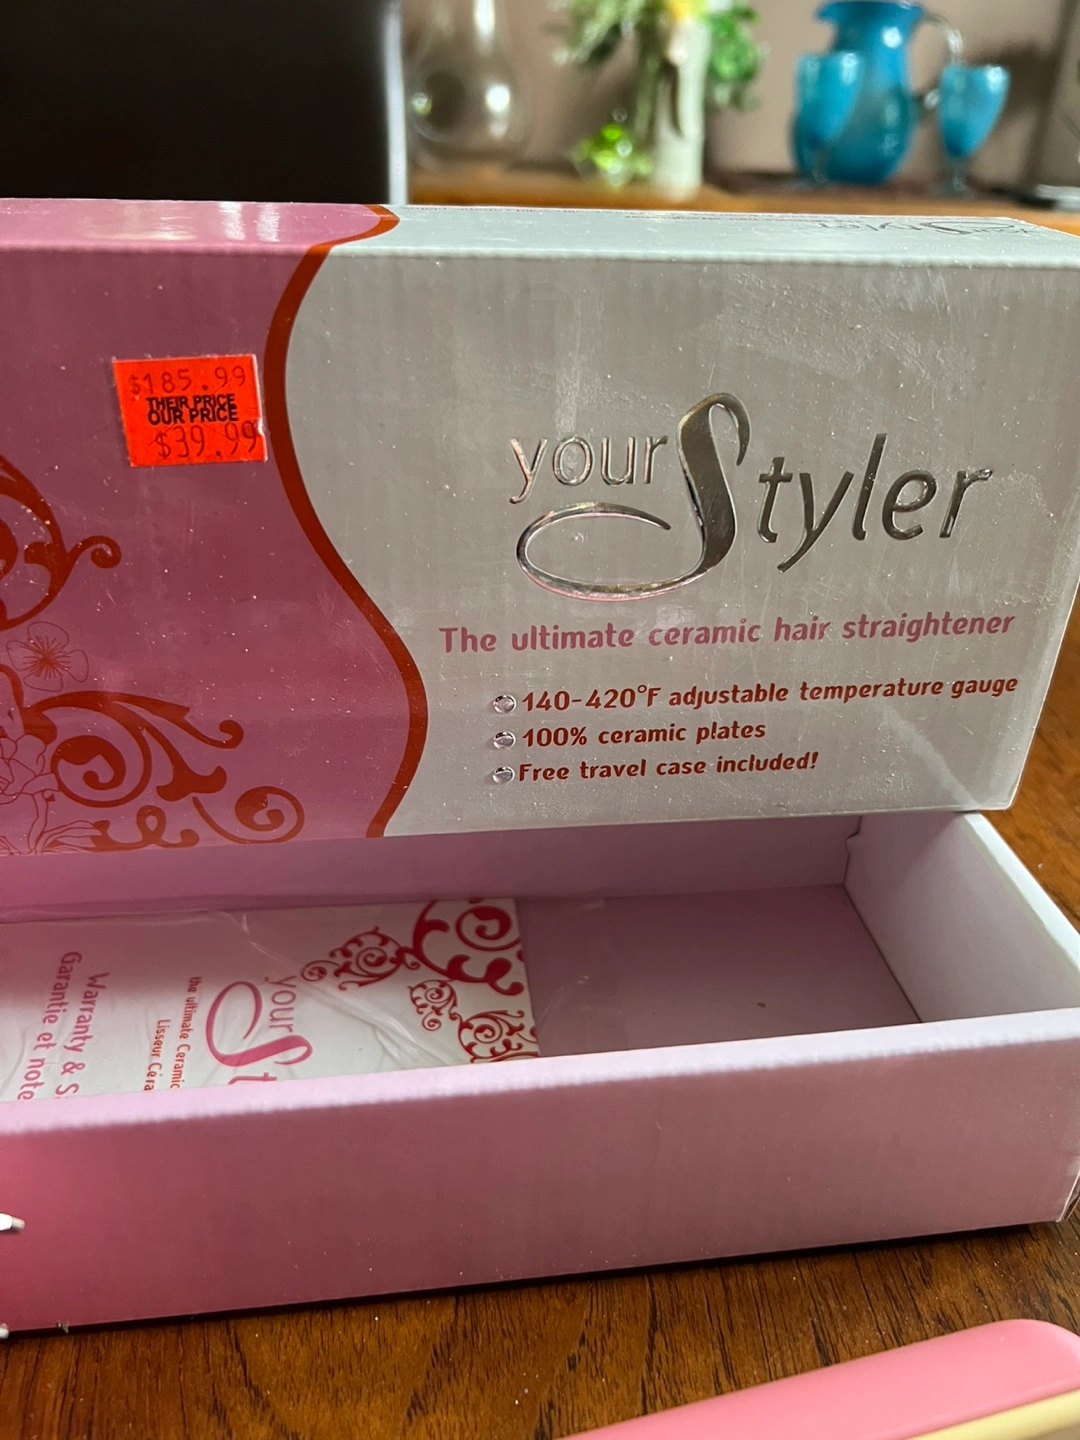 $185.99
THEIR PRICE
OUR PRICE
$39.99
your Styler
The ultimate ceramic hair straightener
140-420°F adjustable temperature gauge
100% ceramic plates
Free travel case included!
your St
the ultimate Ceramic
Lisseur Céra
Warranty & S
Garantie et note